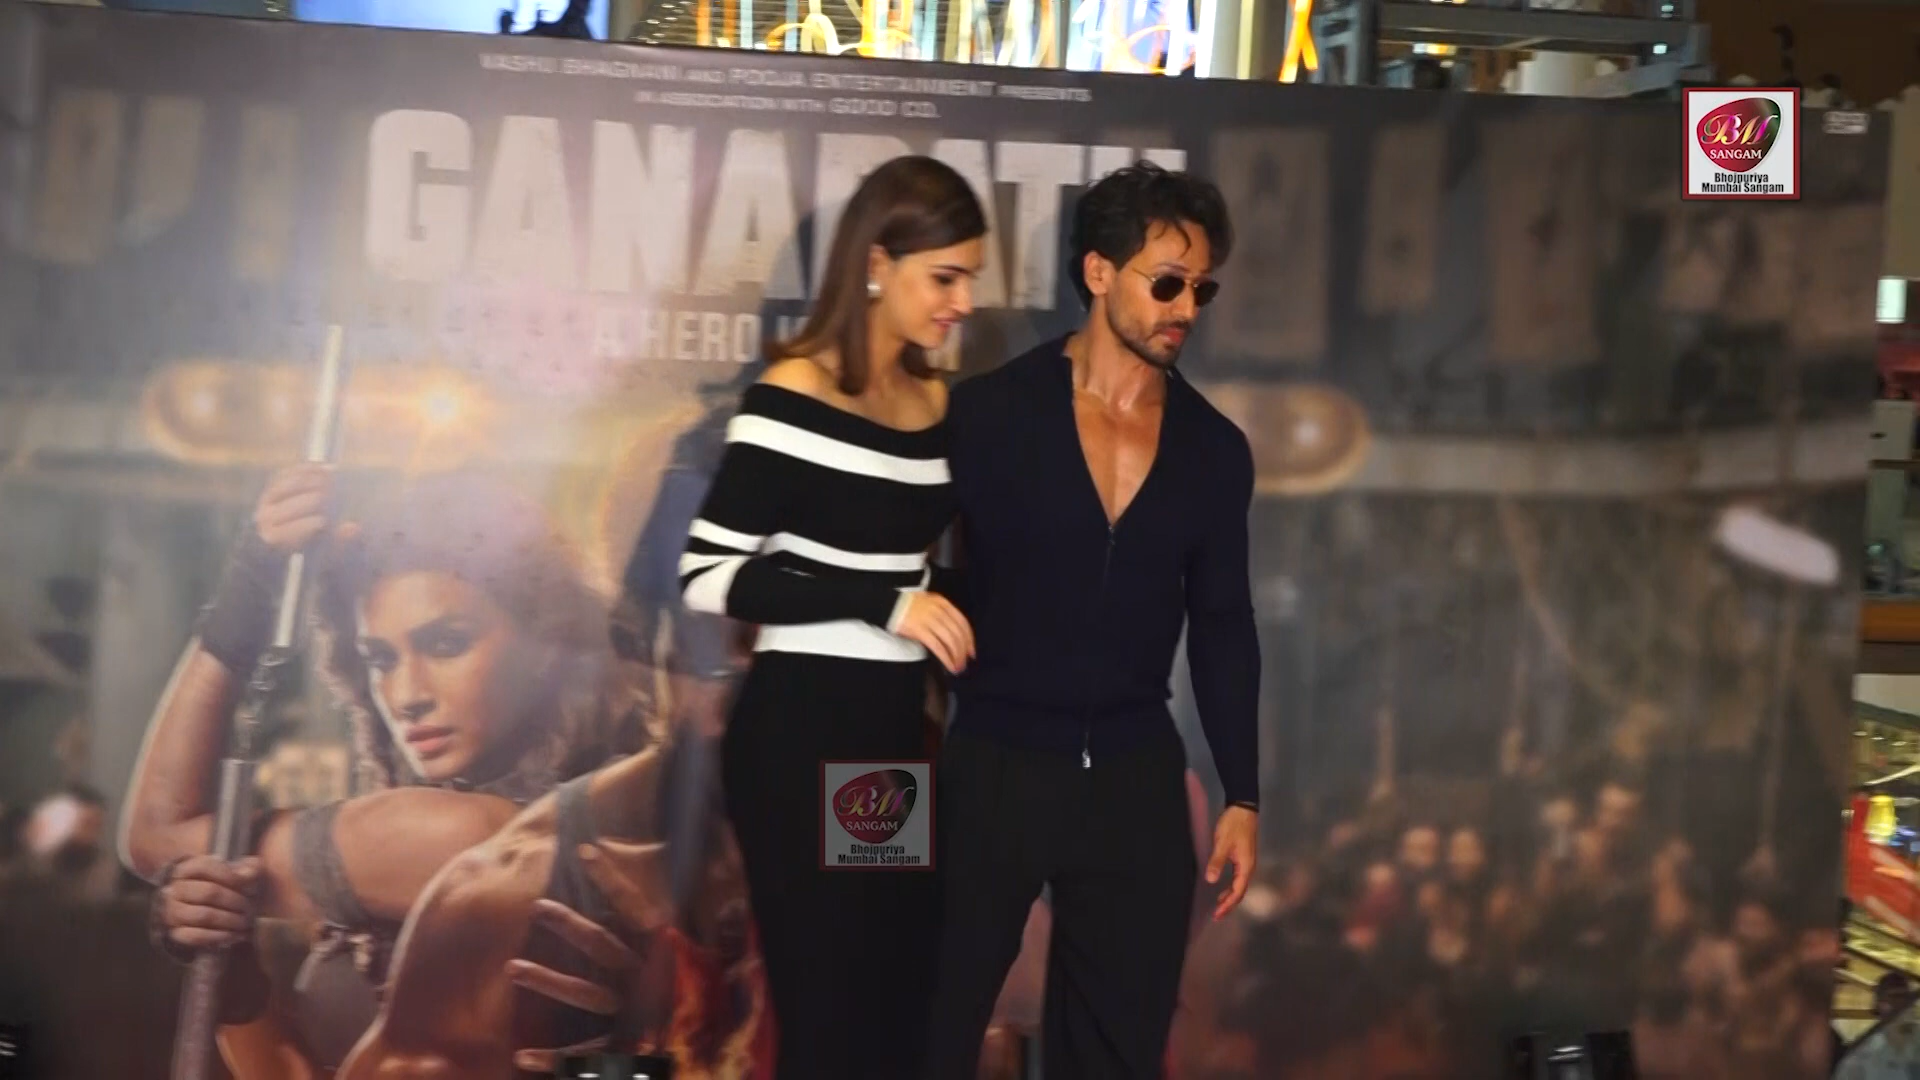 VASHU BHAGNANI AND POOJA ENTERTAINMENT PRESENTS
IN ASSOCIATION WITH GOOD CO.
GANAPATH
A HERO
BM
SANGAM
Bhojpuriya
Mumbai Sangam
BM
SANGAM
Bhojpuriya
Mumbai Sangam